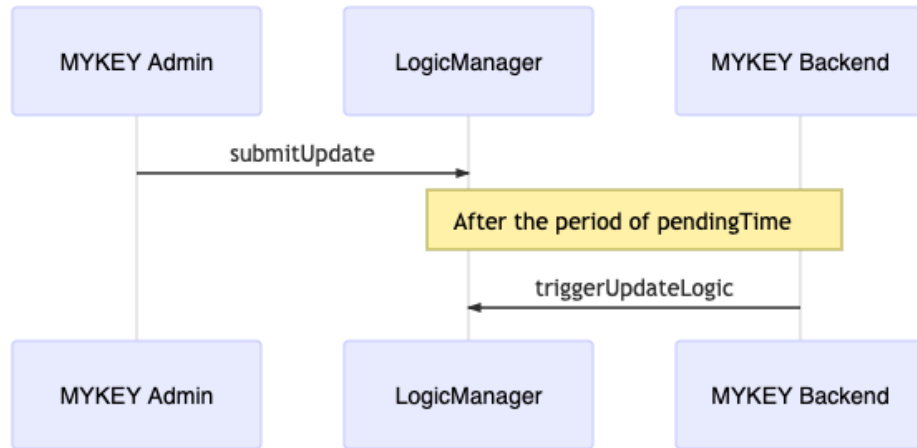 MYKEY Admin
LogicManager
MYKEY Backend
submitUpdate
After the period of pendingTime
triggerUpdateLogic
MYKEY Admin
LogicManager
MYKEY Backend